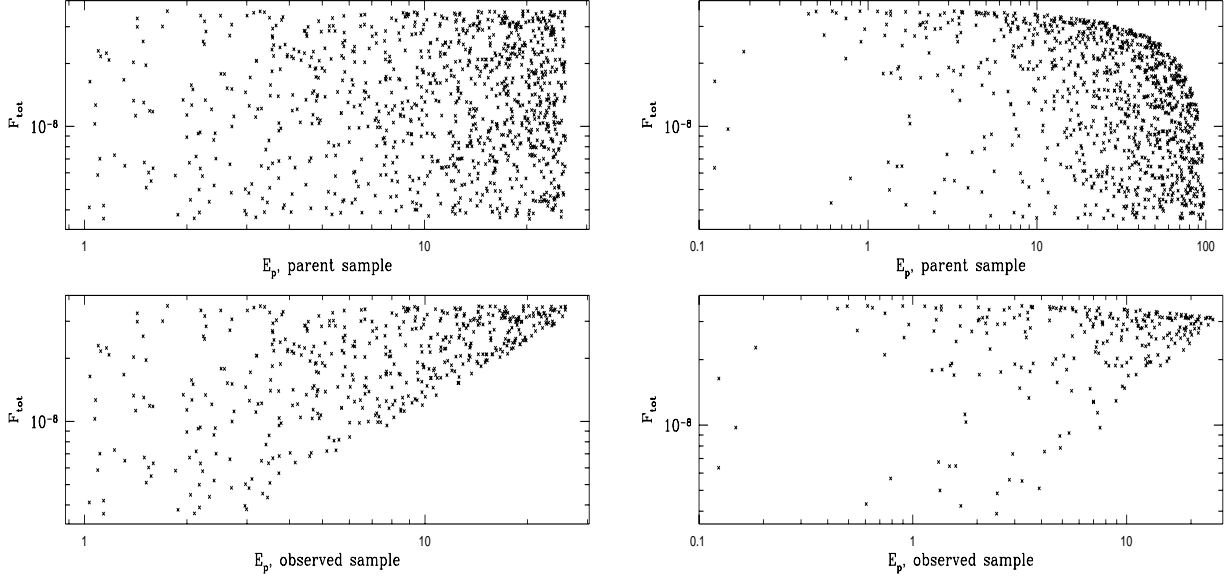 F_tot
10⁻⁸
1 10
E_p, parent sample
F_tot
10⁻⁸
0.1 1 10 100
E_p, parent sample
F_tot
10⁻⁸
1 10
E_p, observed sample
F_tot
10⁻⁸
0.1 1 10
E_p, observed sample